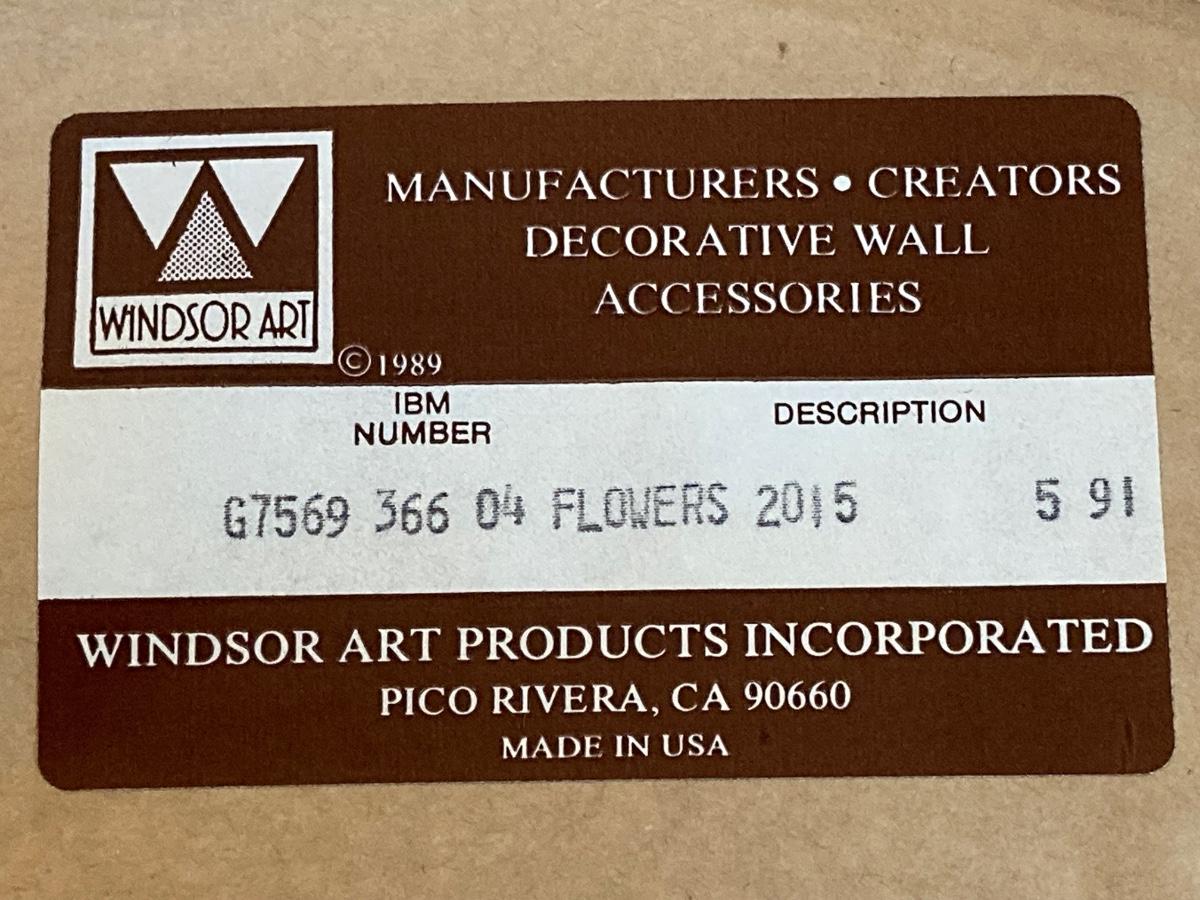 WINDSOR ART
© 1989
MANUFACTURERS • CREATORS
DECORATIVE WALL
ACCESSORIES
IBM
NUMBER
DESCRIPTION
G7569 366 04 FLOWERS 2015 5 91
WINDSOR ART PRODUCTS INCORPORATED
PICO RIVERA, CA 90660
MADE IN USA